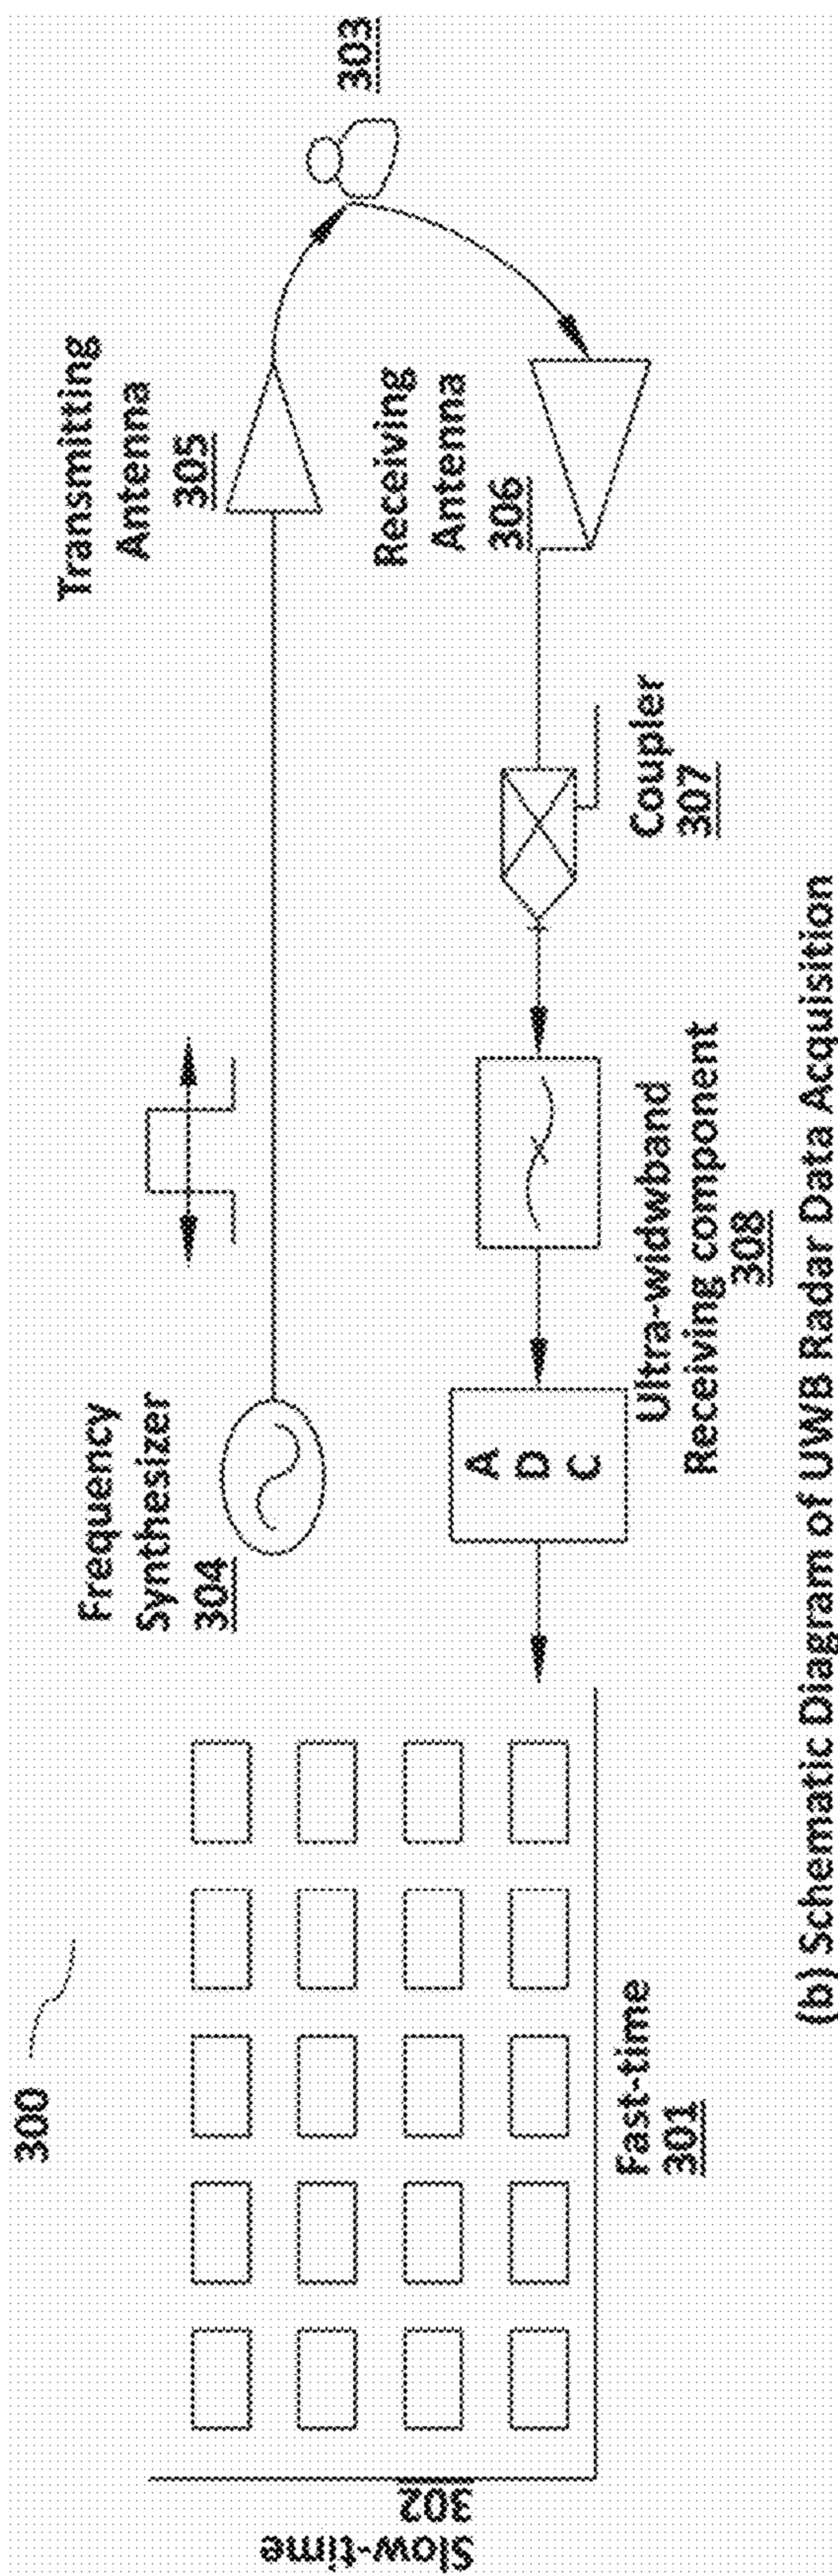 300
Slow-time
302
Fast-time
301
Frequency
Synthesizer
304
Transmitting
Antenna
305
303
Receiving
Antenna
306
Coupler
307
Ultra-widwband
Receiving component
308
A
D
C
(b) Schematic Diagram of UWB Radar Data Acquisition